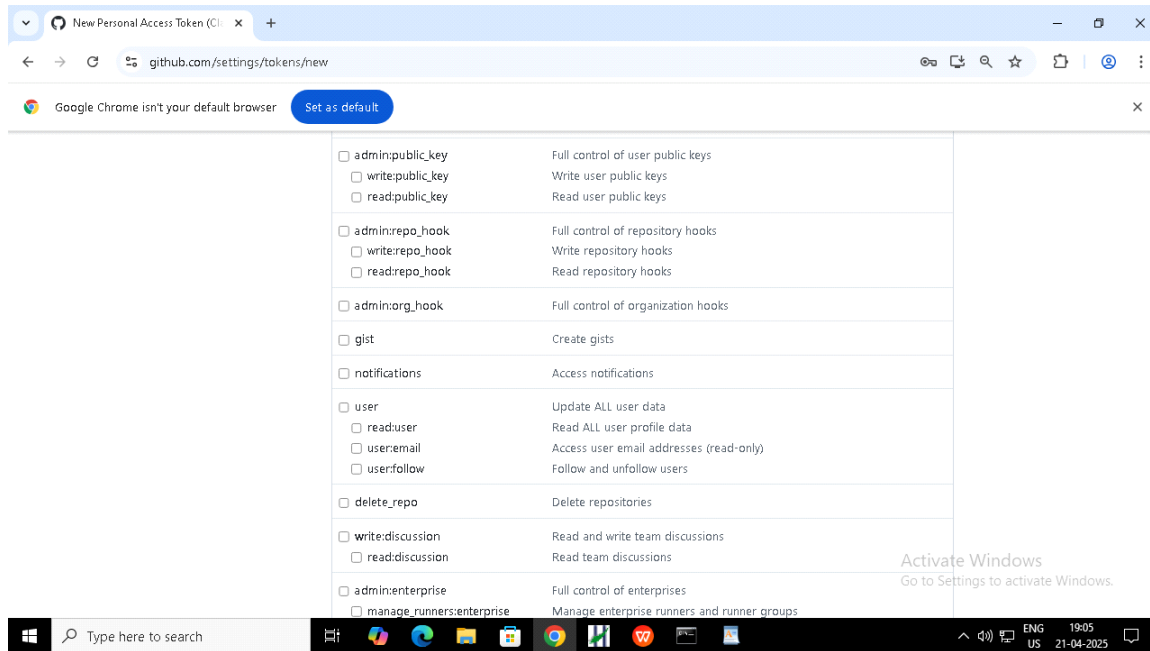 New Personal Access Token (Cl
github.com/settings/tokens/new
Google Chrome isn't your default browser Set as default
admin:public_key Full control of user public keys
write:public_key Write user public keys
read:public_key Read user public keys
admin:repo_hook Full control of repository hooks
write:repo_hook Write repository hooks
read:repo_hook Read repository hooks
admin:org_hook Full control of organization hooks
gist Create gists
notifications Access notifications
user Update ALL user data
read:user Read ALL user profile data
user:email Access user email addresses (read-only)
user:follow Follow and unfollow users
delete_repo Delete repositories
write:discussion Read and write team discussions
read:discussion Read team discussions
admin:enterprise Full control of enterprises
manage_runners:enterprise Manage enterprise runners and runner groups
Activate Windows
Go to Settings to activate Windows.
Type here to search
ENG 19:05
US 21-04-2025